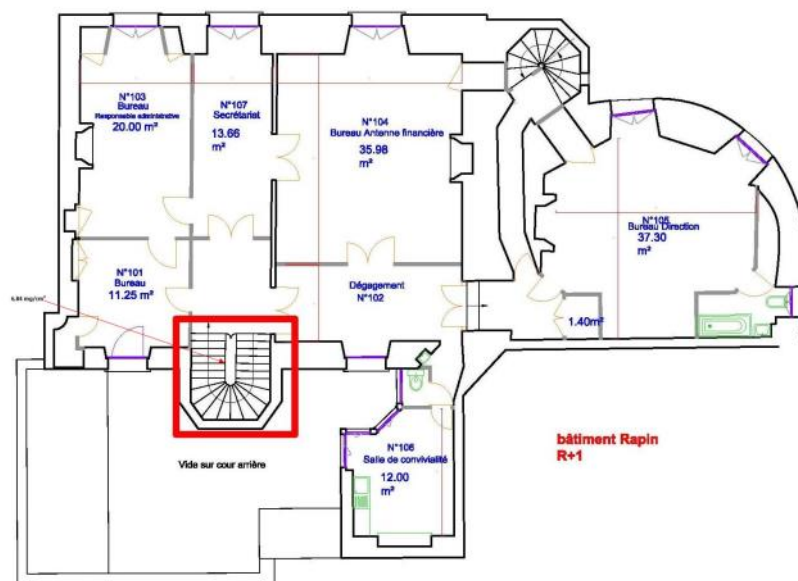 N°103
Bureau
Responsable administrative
20.00 m²
N°107
Secrétariat
13.66
m²
N°104
Bureau Antenne financière
35.98
m²
N°105
Bureau Direction
37.30
m²
N°101
Bureau
11.25 m²
Dégagement
N°102
1.40m²
N°106
Salle de convivialité
12.00
m²
Vide sur cour arrière
bâtiment Rapin
R+1